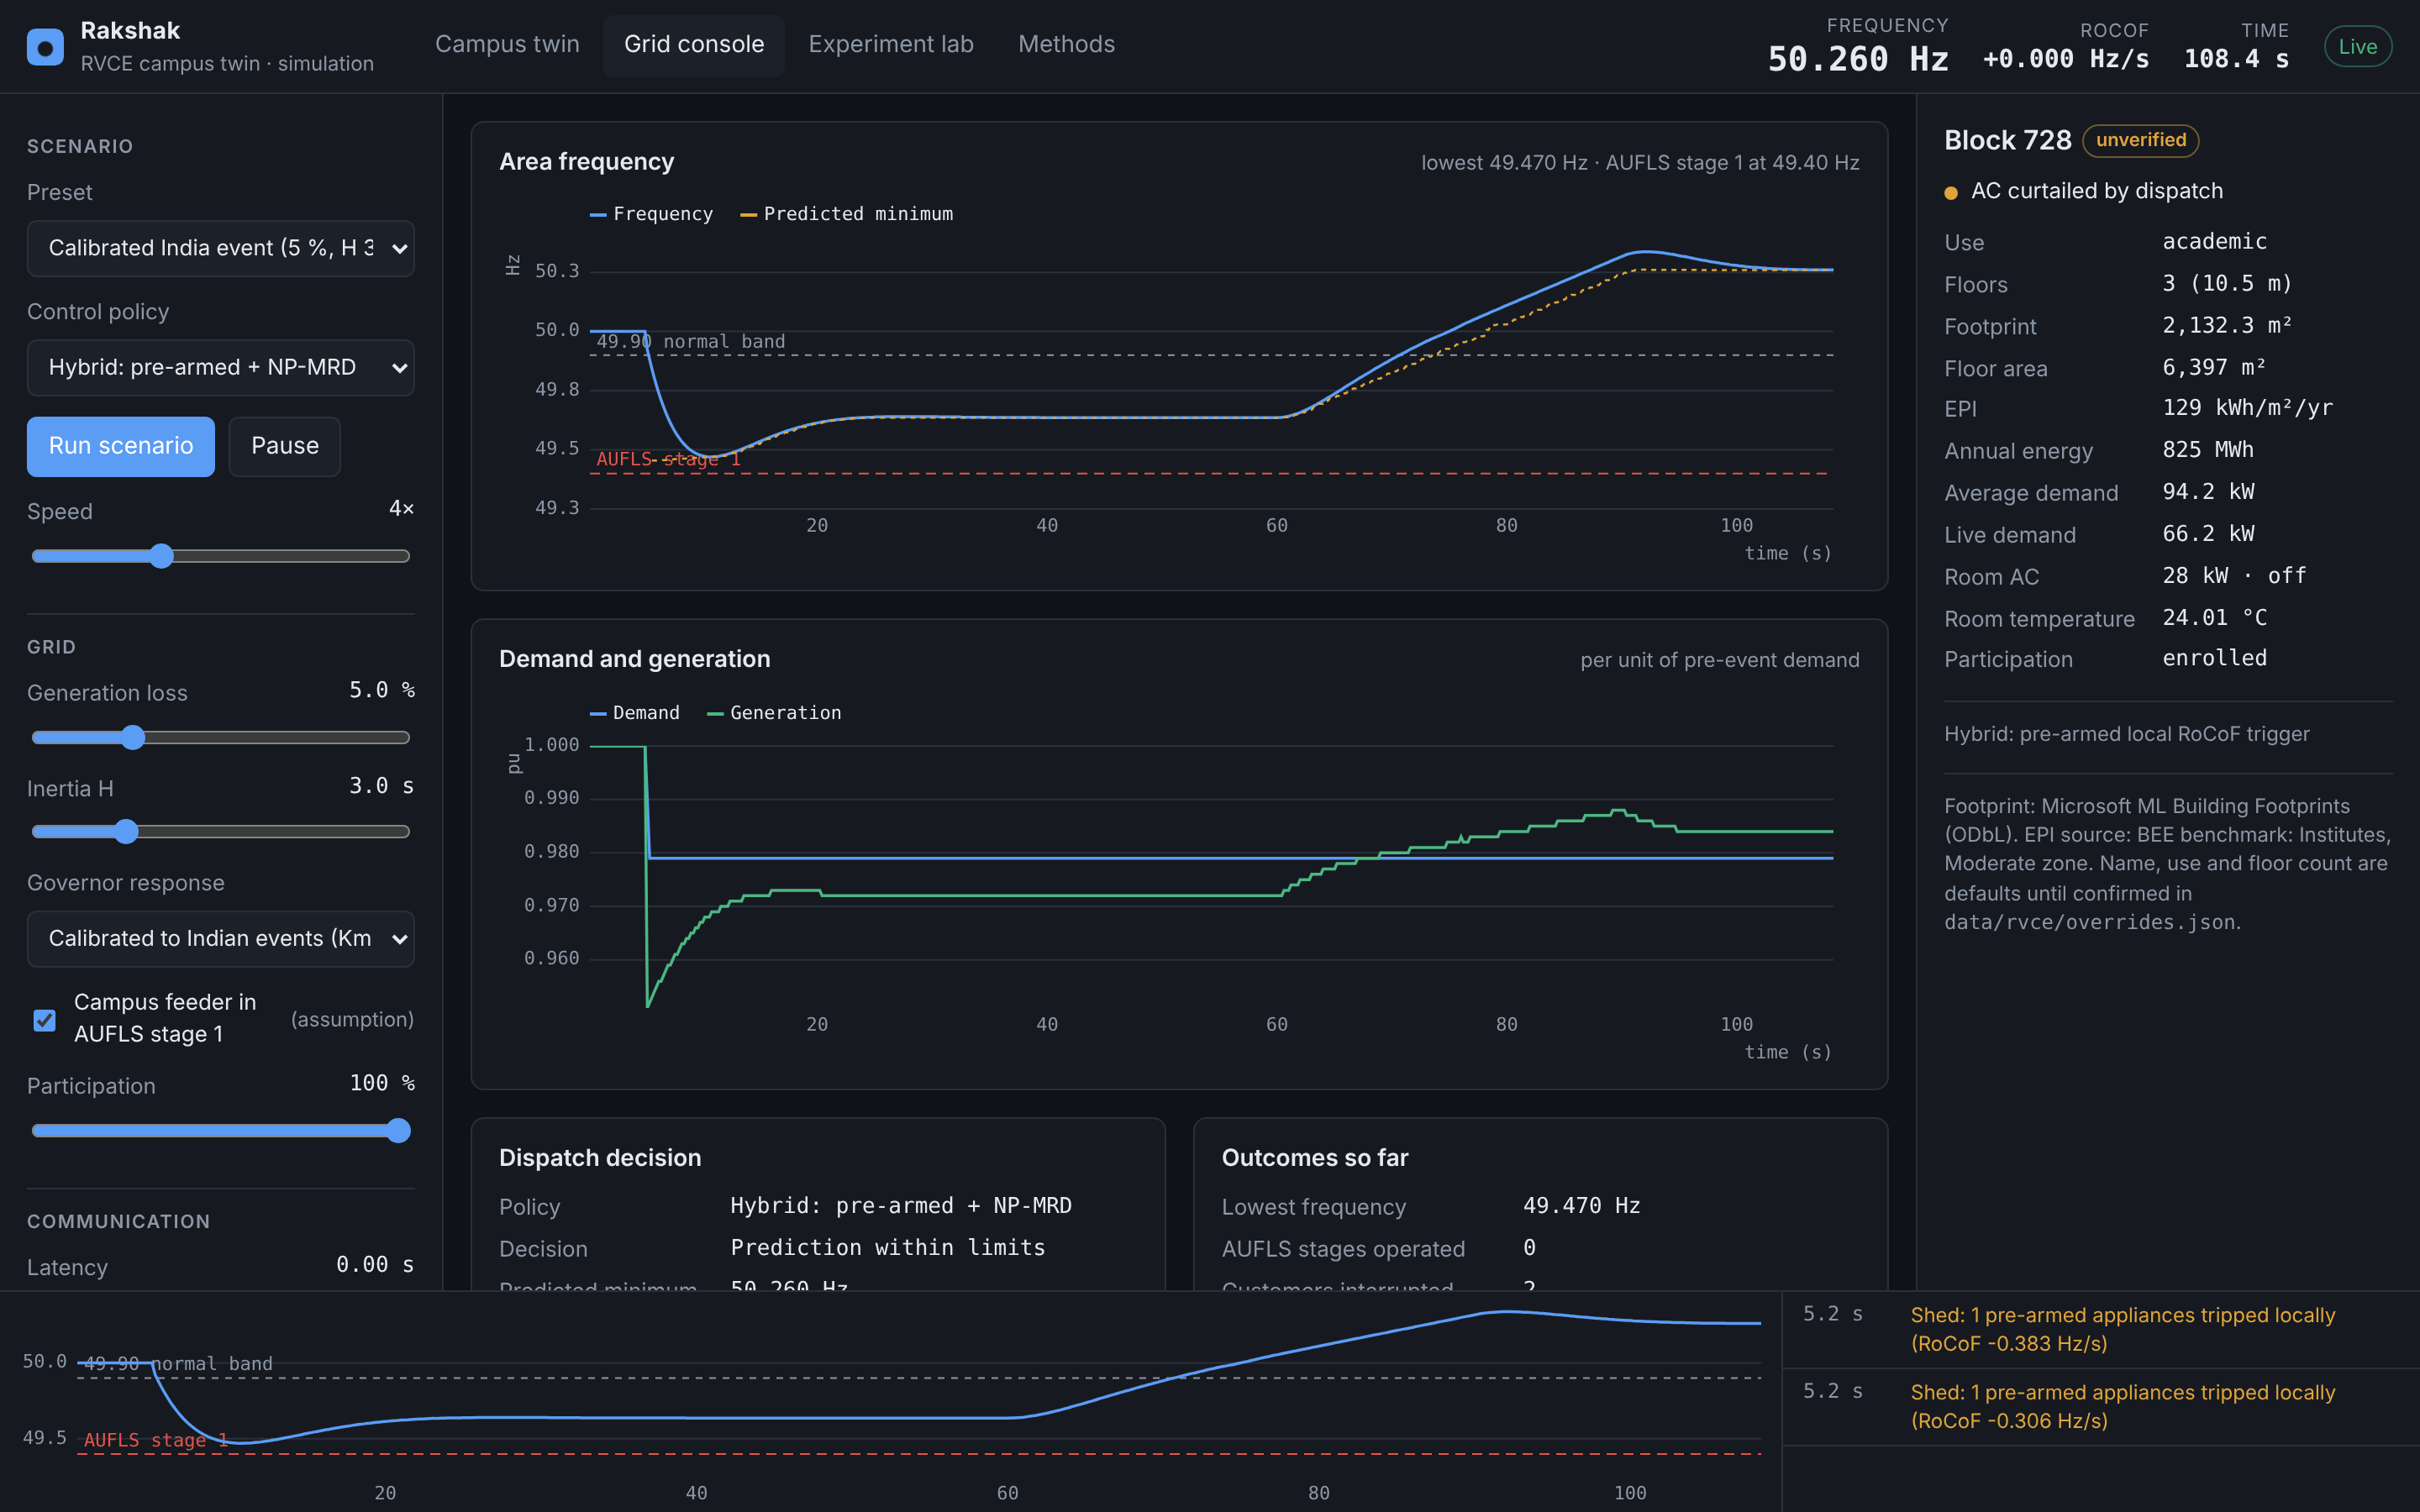 Rakshak
RVCE campus twin · simulation
Campus twin
Grid console
Experiment lab
Methods
FREQUENCY
50.260 Hz
ROCOF
+0.000 Hz/s
TIME
108.4 s
Live
SCENARIO
Preset
Calibrated India event (5 %, H 3
Control policy
Hybrid: pre-armed + NP-MRD
Run scenario
Pause
Speed 4×
GRID
Generation loss 5.0 %
Inertia H 3.0 s
Governor response
Calibrated to Indian events (Km
Campus feeder in
AUFLS stage 1
(assumption)
Participation 100 %
COMMUNICATION
Latency 0.00 s
Area frequency
lowest 49.470 Hz · AUFLS stage 1 at 49.40 Hz
Frequency Predicted minimum
Hz
50.3
50.0
49.90 normal band
49.8
49.5
AUFLS stage 1
49.3
20 40 60 80 100
time (s)
Demand and generation
per unit of pre-event demand
Demand Generation
pu
1.000
0.990
0.980
0.970
0.960
20 40 60 80 100
time (s)
Dispatch decision
Policy Hybrid: pre-armed + NP-MRD
Decision Prediction within limits
Predicted minimum 50.260 Hz
Outcomes so far
Lowest frequency 49.470 Hz
AUFLS stages operated 0
Customers interrupted 2
Block 728 unverified
AC curtailed by dispatch
Use academic
Floors 3 (10.5 m)
Footprint 2,132.3 m²
Floor area 6,397 m²
EPI 129 kWh/m²/yr
Annual energy 825 MWh
Average demand 94.2 kW
Live demand 66.2 kW
Room AC 28 kW · off
Room temperature 24.01 °C
Participation enrolled
Hybrid: pre-armed local RoCoF trigger
Footprint: Microsoft ML Building Footprints
(ODbL). EPI source: BEE benchmark: Institutes,
Moderate zone. Name, use and floor count are
defaults until confirmed in
data/rvce/overrides.json.
50.0
49.90 normal band
49.5
AUFLS stage 1
20 40 60 80 100
5.2 s Shed: 1 pre-armed appliances tripped locally
(RoCoF -0.383 Hz/s)
5.2 s Shed: 1 pre-armed appliances tripped locally
(RoCoF -0.306 Hz/s)